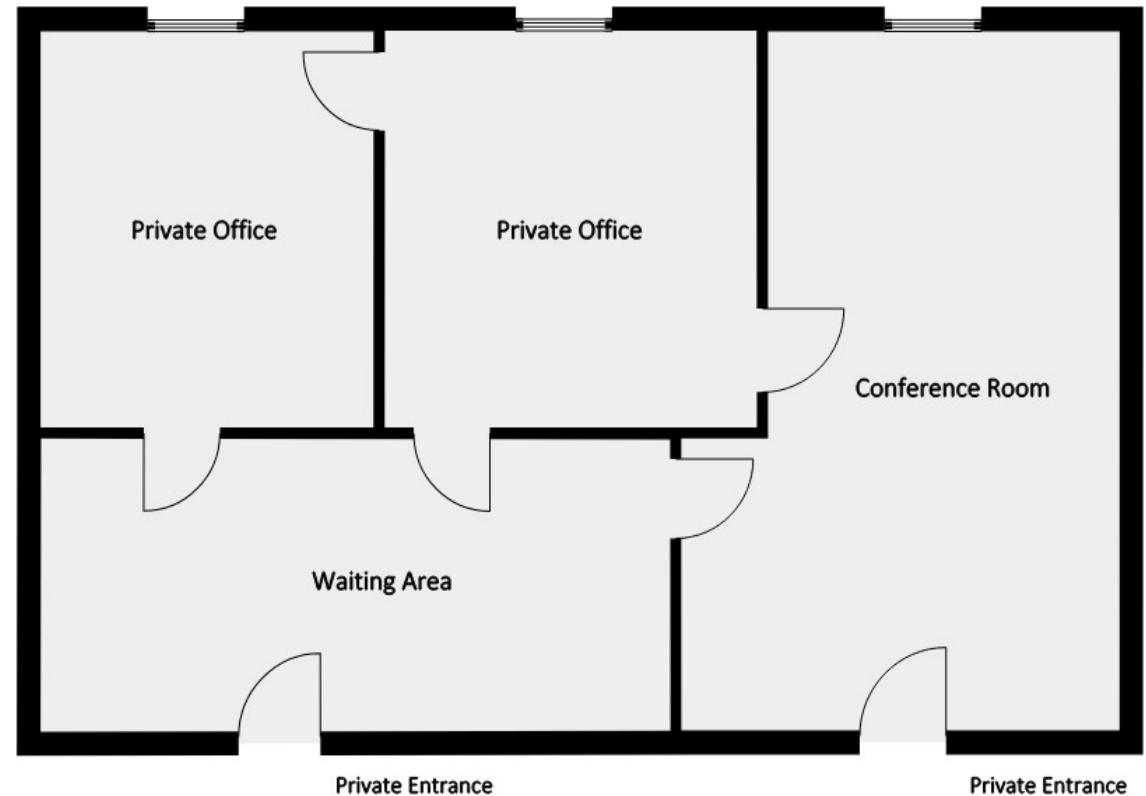 Private Office
Private Office
Conference Room
Waiting Area
Private Entrance
Private Entrance